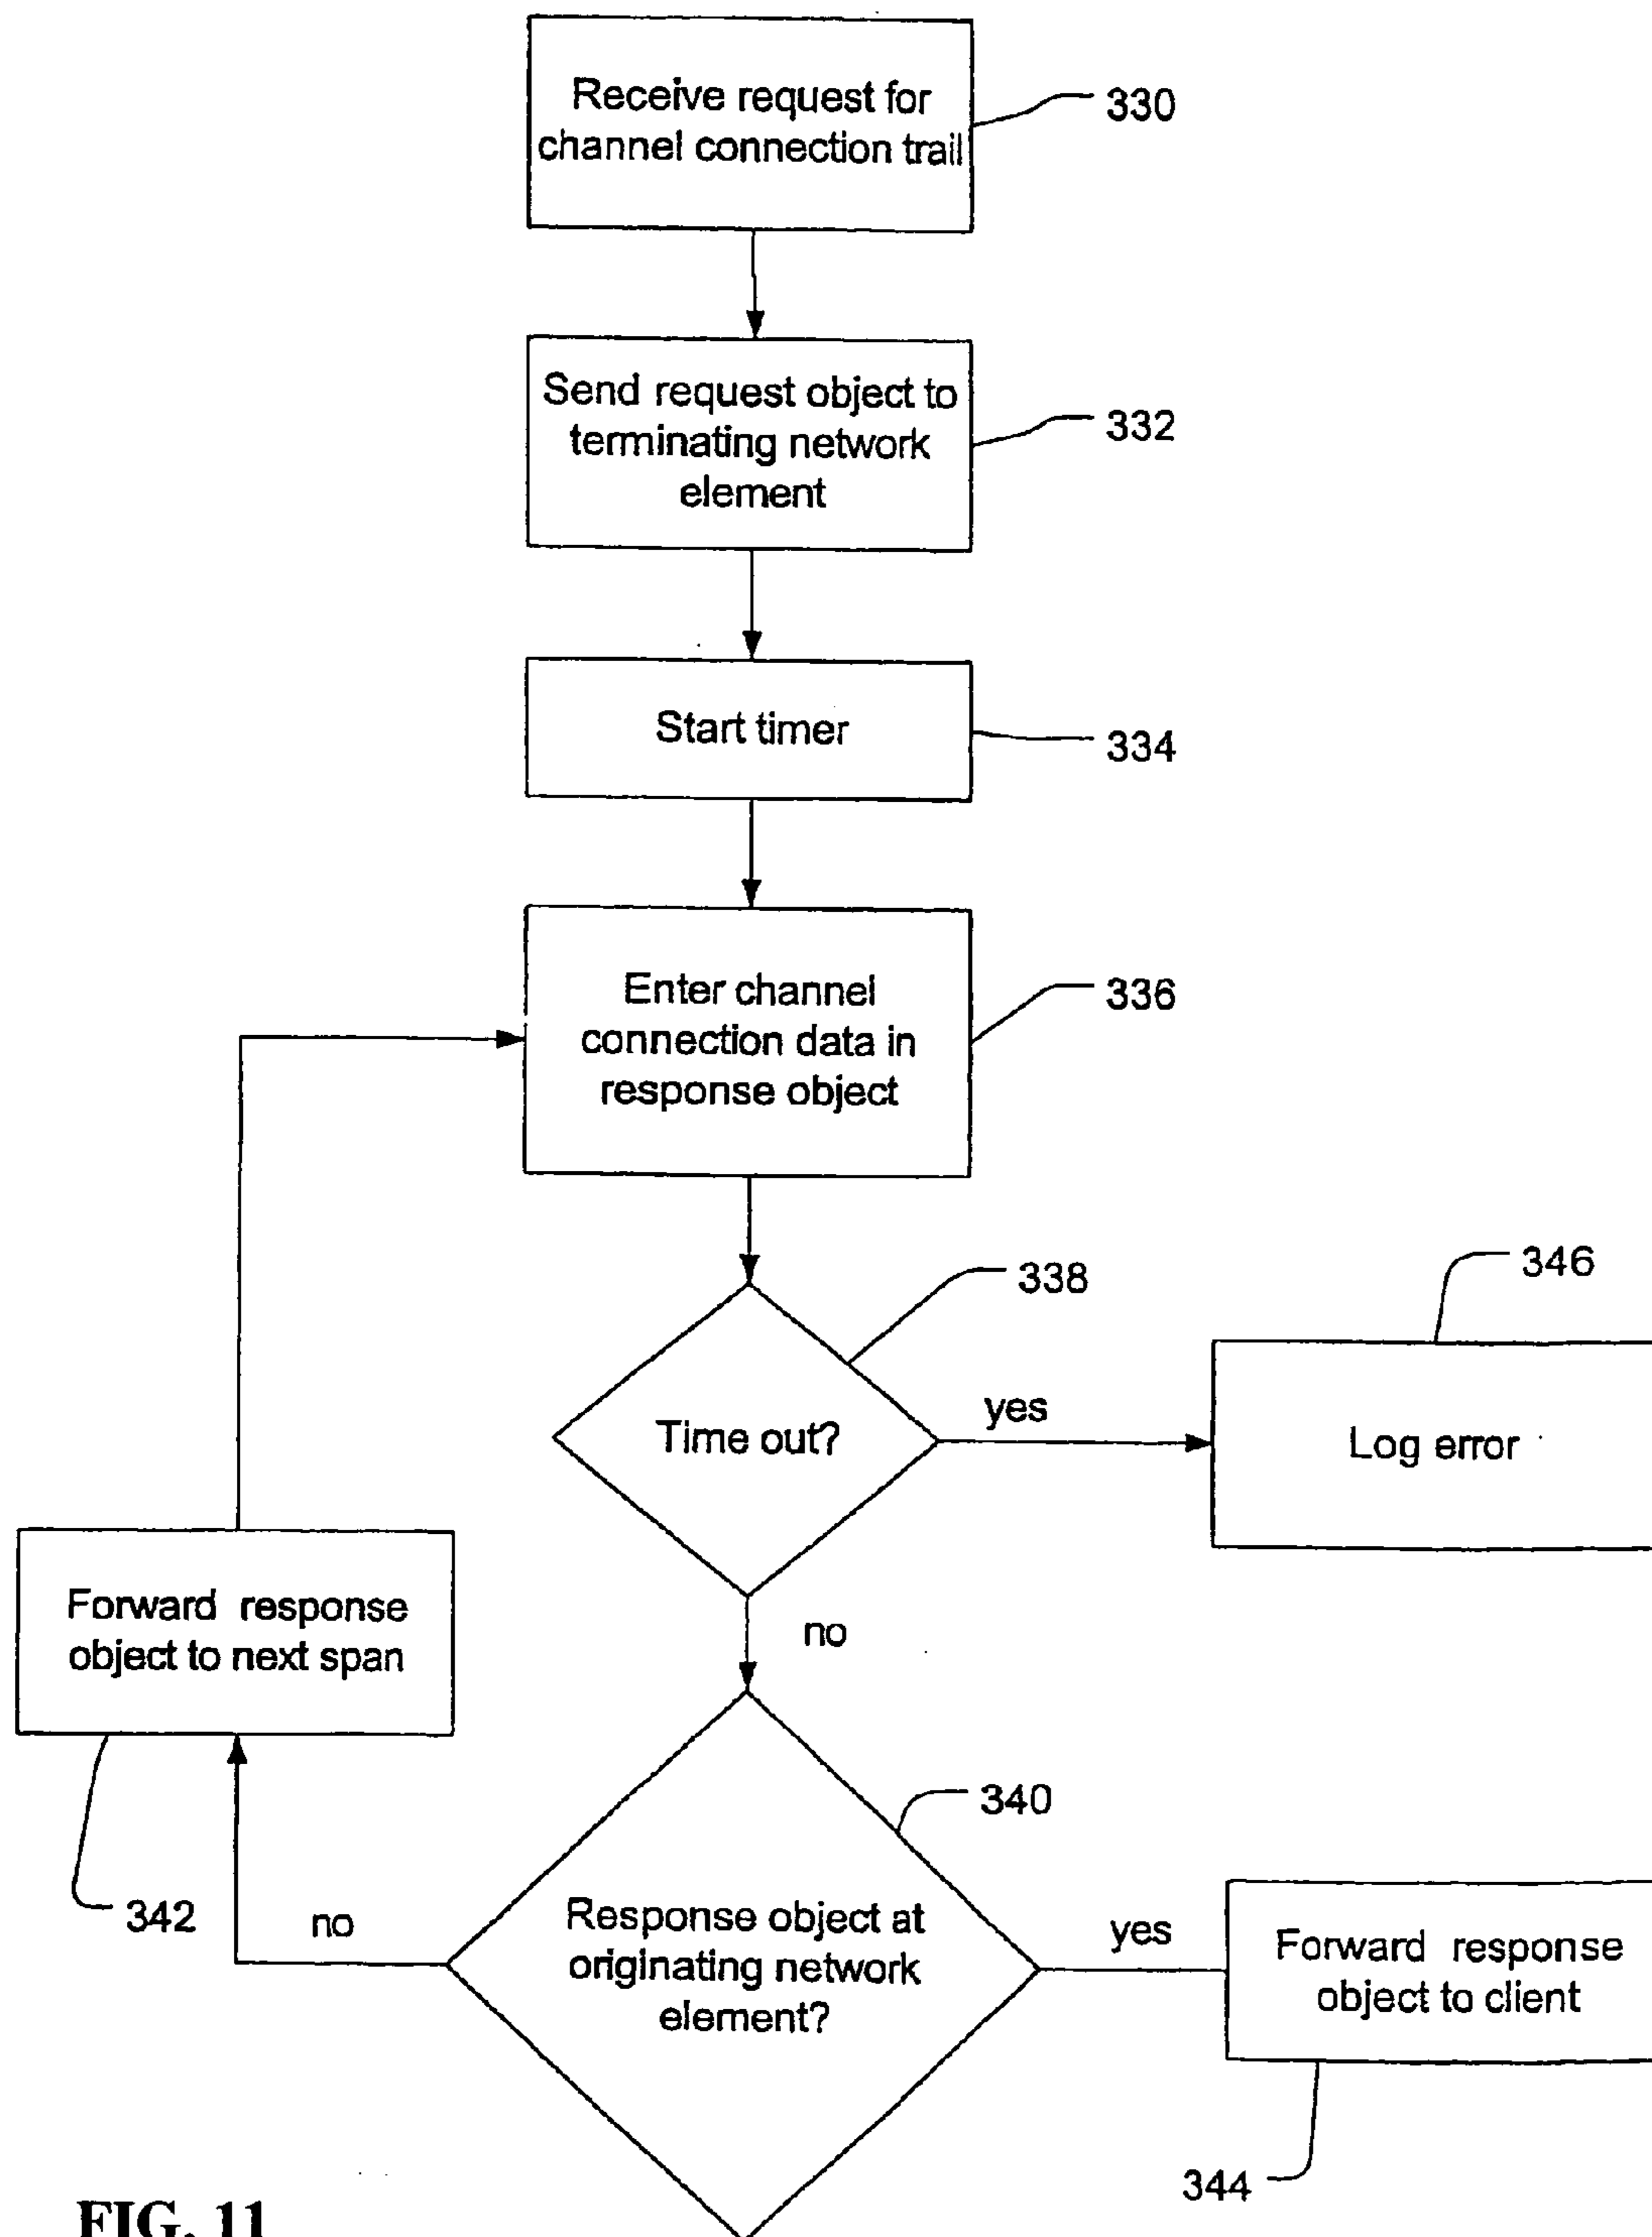 Receive request for
channel connection trail
330
Send request object to
terminating network
element
332
Start timer
334
Enter channel
connection data in
response object
336
338
346
Time out?
yes
Log error
Forward response
object to next span
no
340
342
no
Response object at
originating network
element?
yes
Forward response
object to client
344
FIG. 11